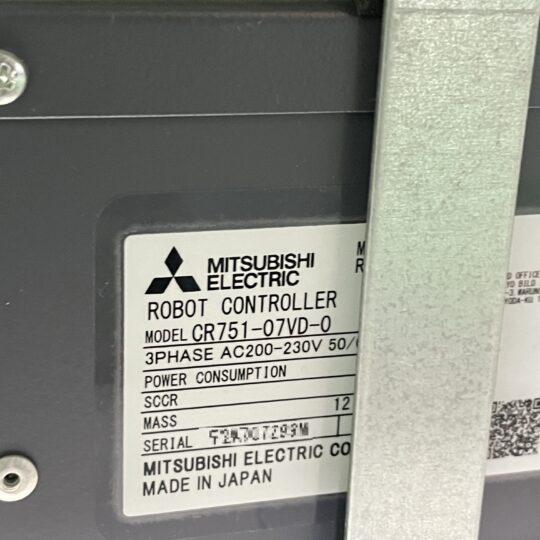 MITSUBISHI
ELECTRIC
ROBOT CONTROLLER
MODEL CR751-07VD-0
3PHASE AC200-230V 50/
POWER CONSUMPTION
SCCR
MASS 12
SERIAL
MITSUBISHI ELECTRIC CO
MADE IN JAPAN
OFFICE